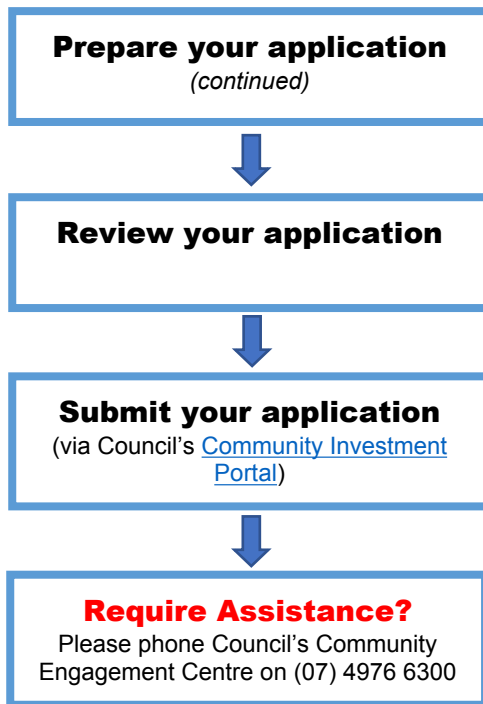 Prepare your application
(continued)
Review your application
Submit your application
(via Council’s Community Investment
Portal)
Require Assistance?
Please phone Council’s Community
Engagement Centre on (07) 4976 6300